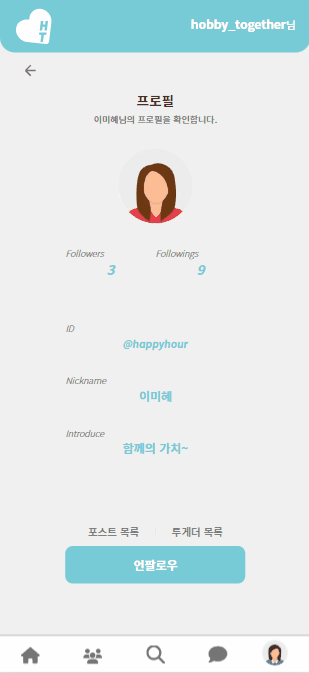 HT
hobby_together님
프로필
이미혜님의 프로필을 확인합니다.
Followers
Followings
3
9
ID
@happyhour
Nickname
이미혜
Introduce
함께의 가치~
포스트 목록
투게더 목록
언팔로우